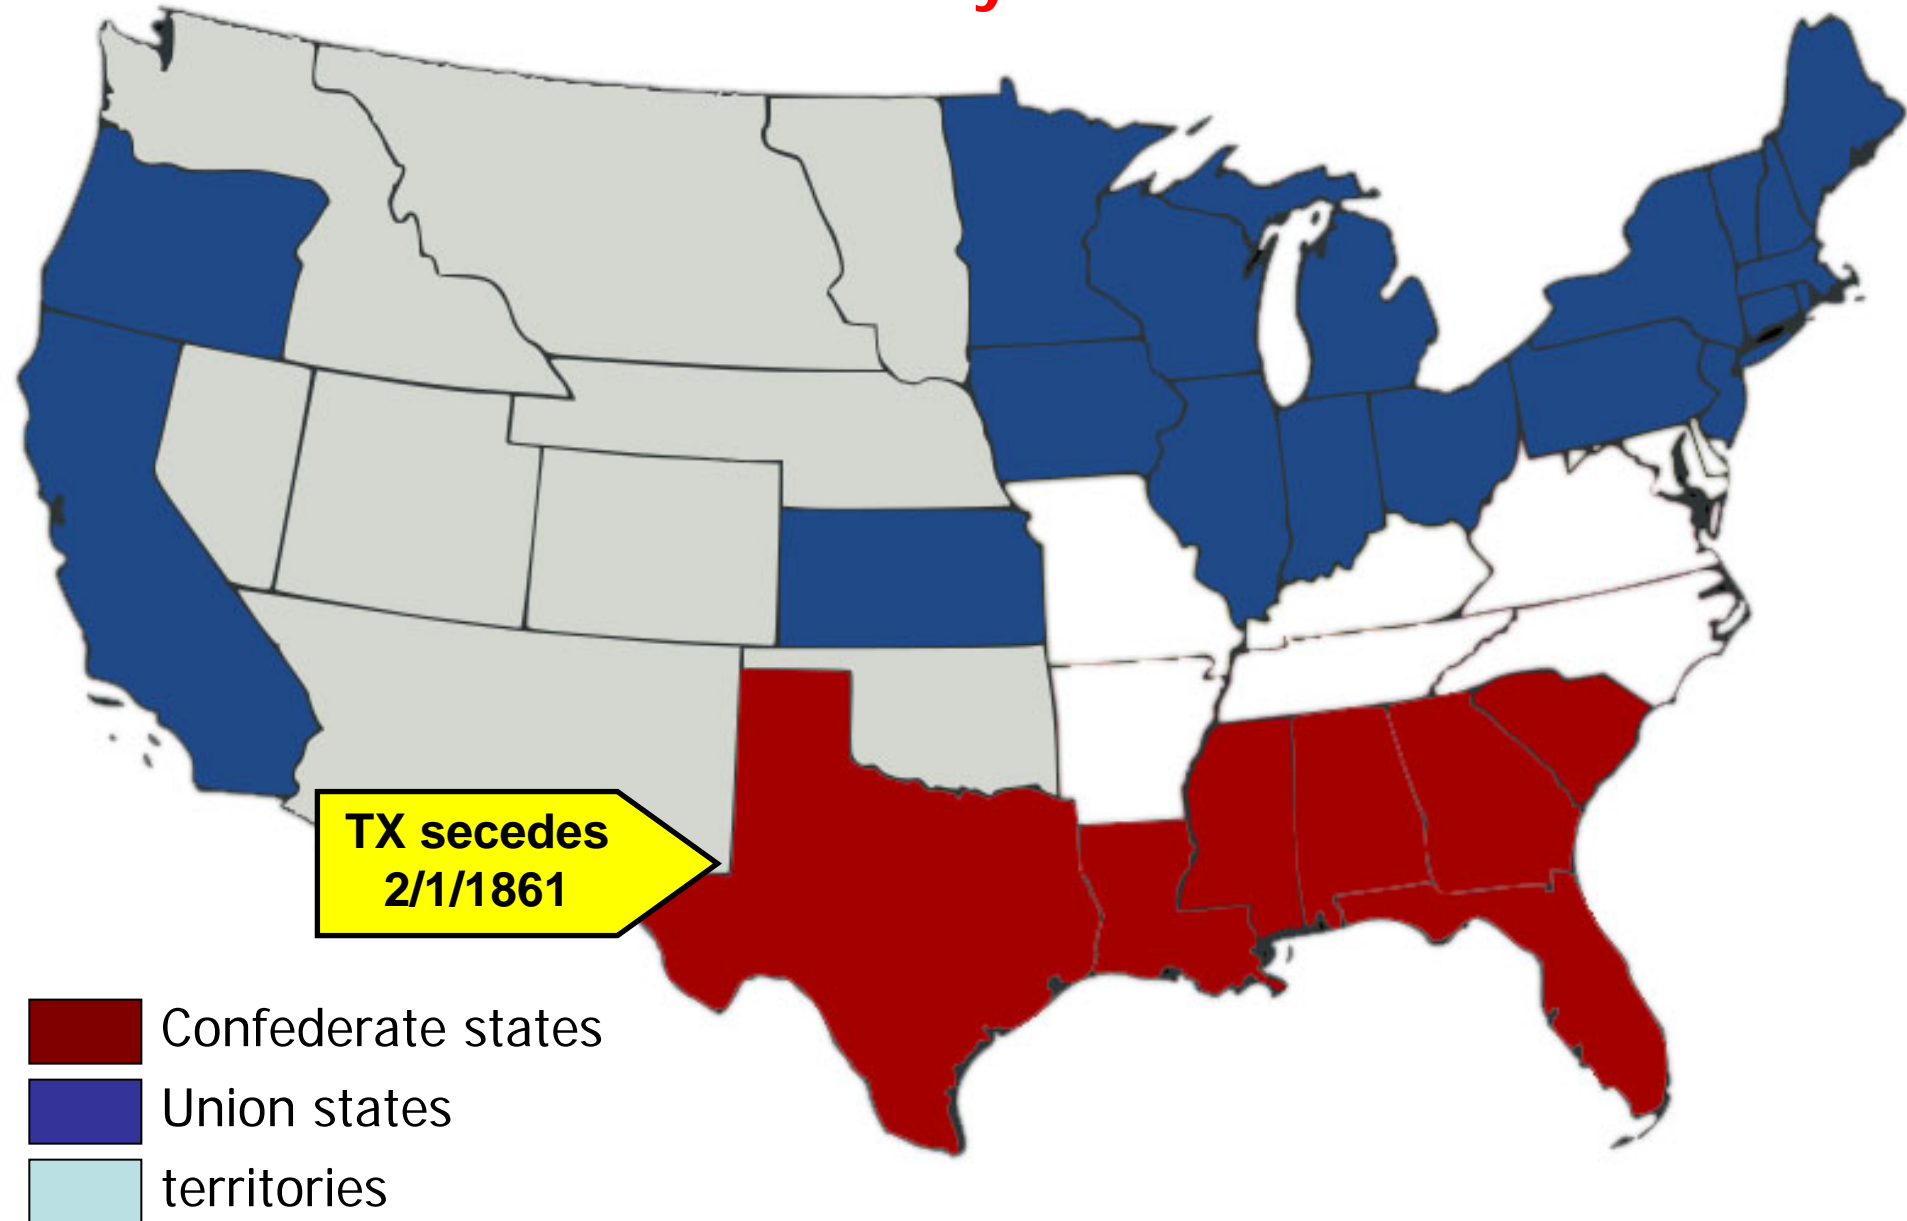 TX secedes
2/1/1861
Confederate states
Union states
territories